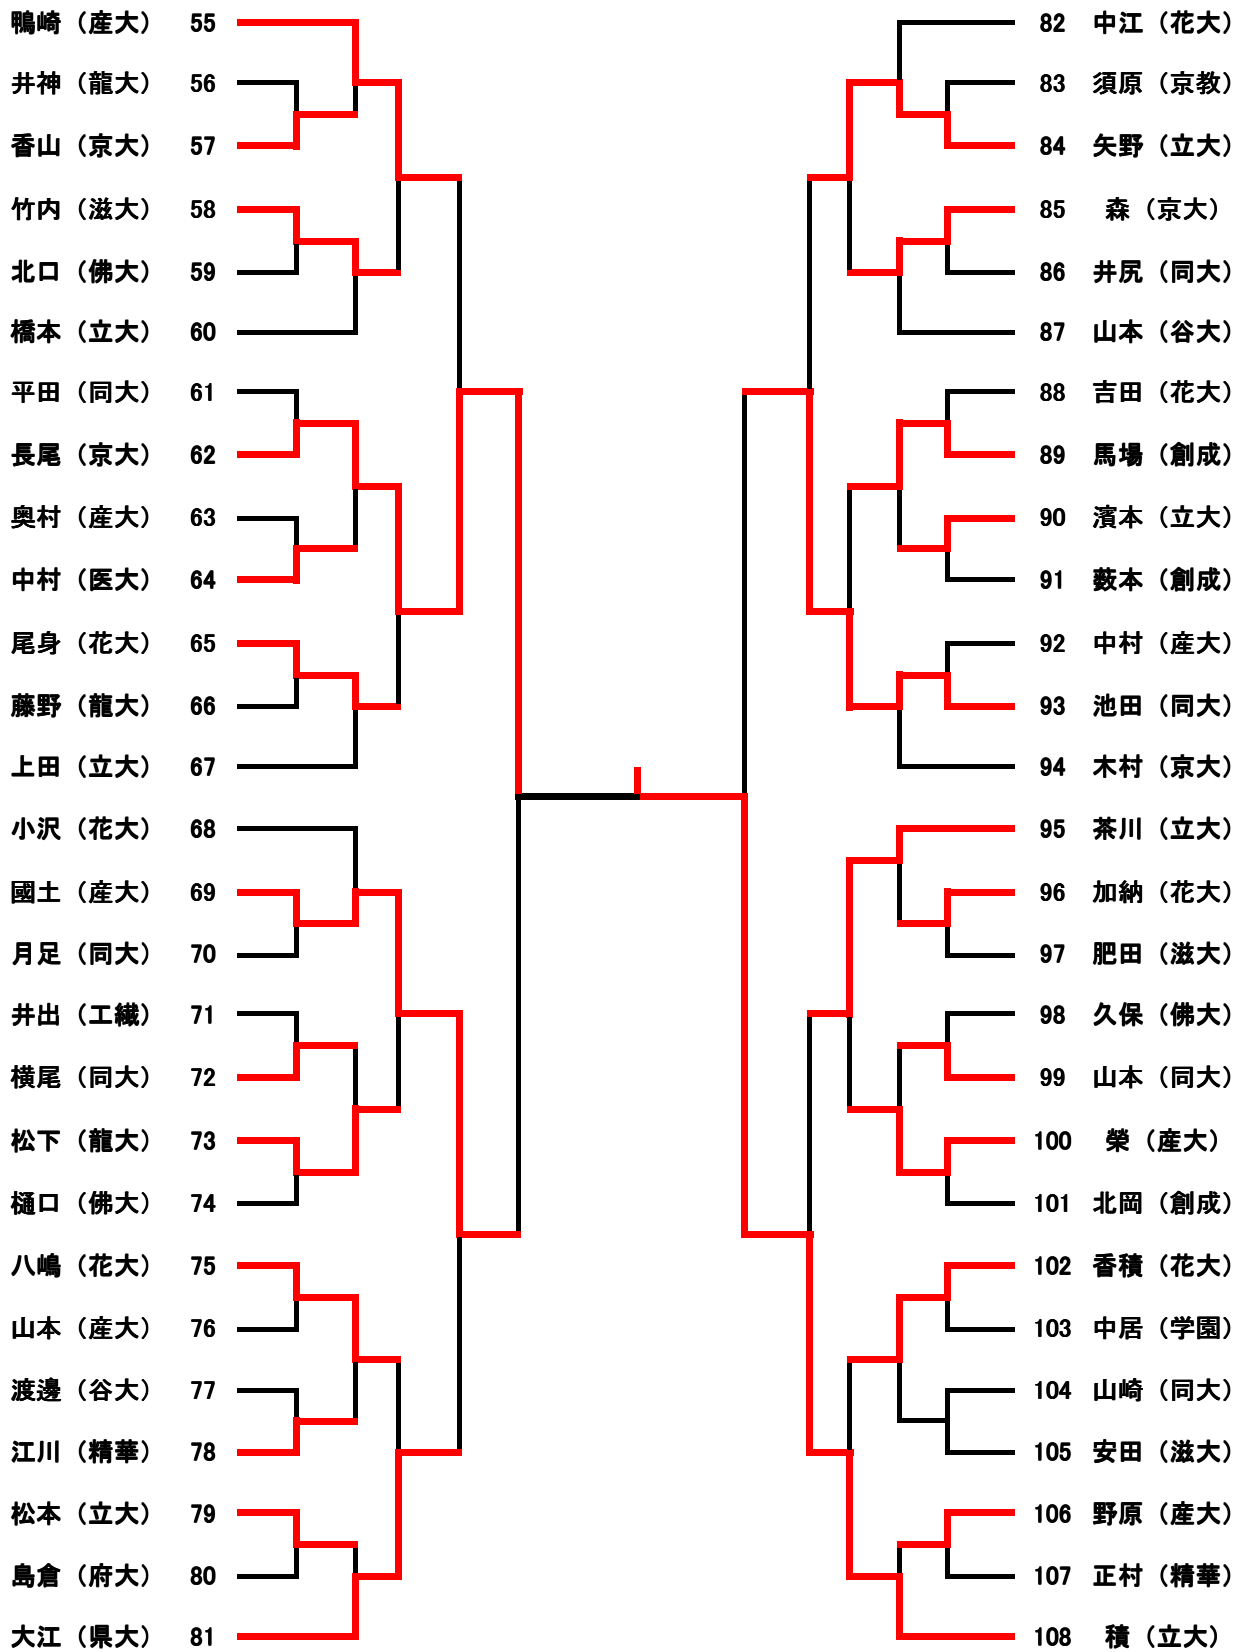 鴨崎（産大） 55
井神（龍大） 56
香山（京大） 57
竹内（滋大） 58
北口（佛大） 59
橋本（立大） 60
平田（同大） 61
長尾（京大） 62
奥村（産大） 63
中村（医大） 64
尾身（花大） 65
藤野（龍大） 66
上田（立大） 67
小沢（花大） 68
國土（産大） 69
月足（同大） 70
井出（工繊） 71
横尾（同大） 72
松下（龍大） 73
樋口（佛大） 74
八嶋（花大） 75
山本（産大） 76
渡邊（谷大） 77
江川（精華） 78
松本（立大） 79
島倉（府大） 80
大江（県大） 81
82 中江（花大）
83 須原（京教）
84 矢野（立大）
85 森（京大）
86 井尻（同大）
87 山本（谷大）
88 吉田（花大）
89 馬場（創成）
90 濱本（立大）
91 薮本（創成）
92 中村（産大）
93 池田（同大）
94 木村（京大）
95 茶川（立大）
96 加納（花大）
97 肥田（滋大）
98 久保（佛大）
99 山本（同大）
100 榮（産大）
101 北岡（創成）
102 香積（花大）
103 中居（学園）
104 山崎（同大）
105 安田（滋大）
106 野原（産大）
107 正村（精華）
108 積（立大）